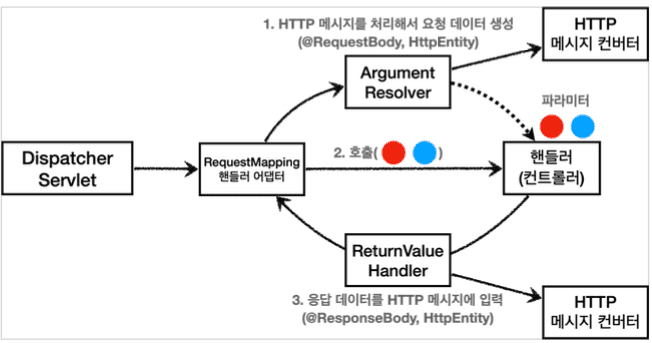 1. HTTP 메시지를 처리해서 요청 데이터 생성
(@RequestBody, HttpEntity)
HTTP
메시지 컨버터
Argument
Resolver
파라미터
Dispatcher
Servlet
RequestMapping
핸들러 어댑터
2. 호출( )
핸들러
(컨트롤러)
ReturnValue
Handler
3. 응답 데이터를 HTTP 메시지에 입력
(@ResponseBody, HttpEntity)
HTTP
메시지 컨버터